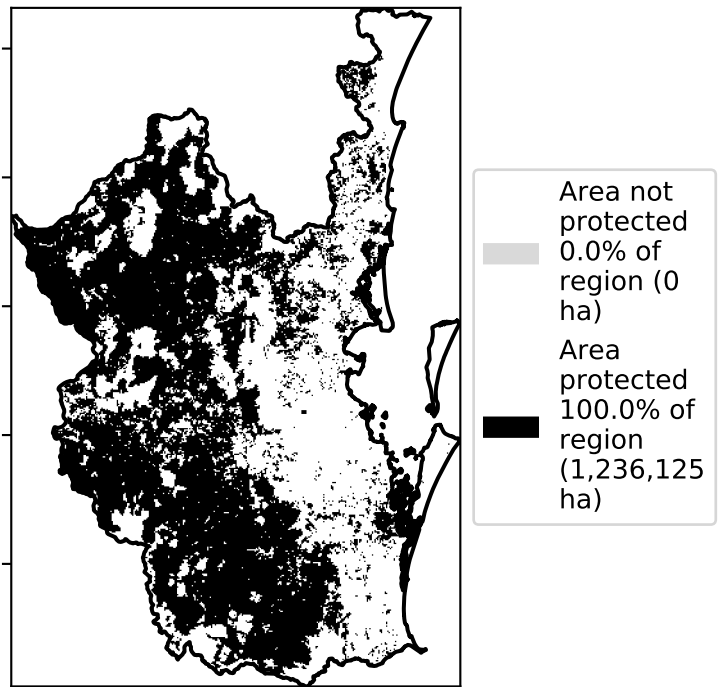 Area not
protected
0.0% of
region (0
ha)
Area
protected
100.0% of
region
(1,236,125
ha)